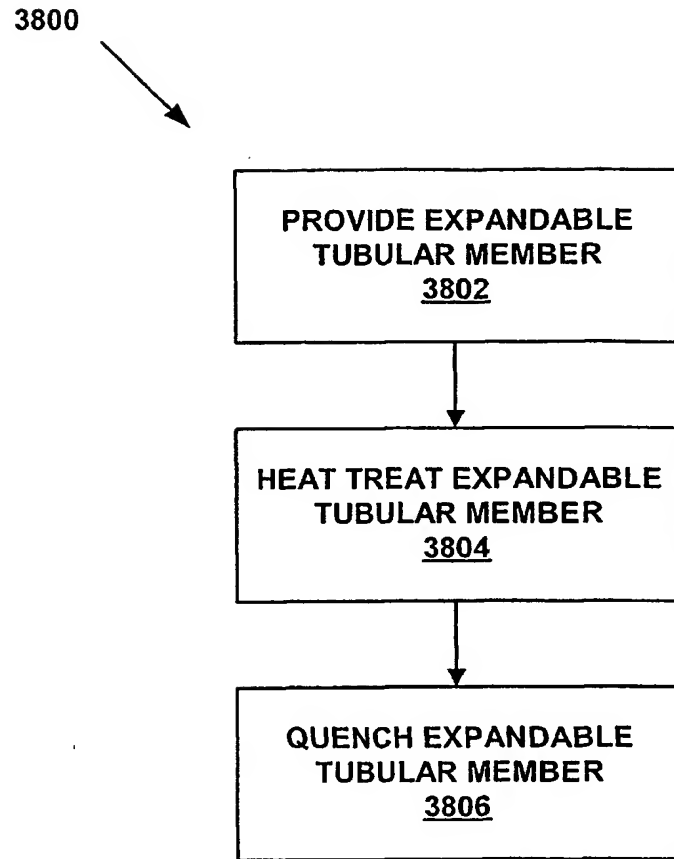 3800
PROVIDE EXPANDABLE
TUBULAR MEMBER
3802
HEAT TREAT EXPANDABLE
TUBULAR MEMBER
3804
QUENCH EXPANDABLE
TUBULAR MEMBER
3806